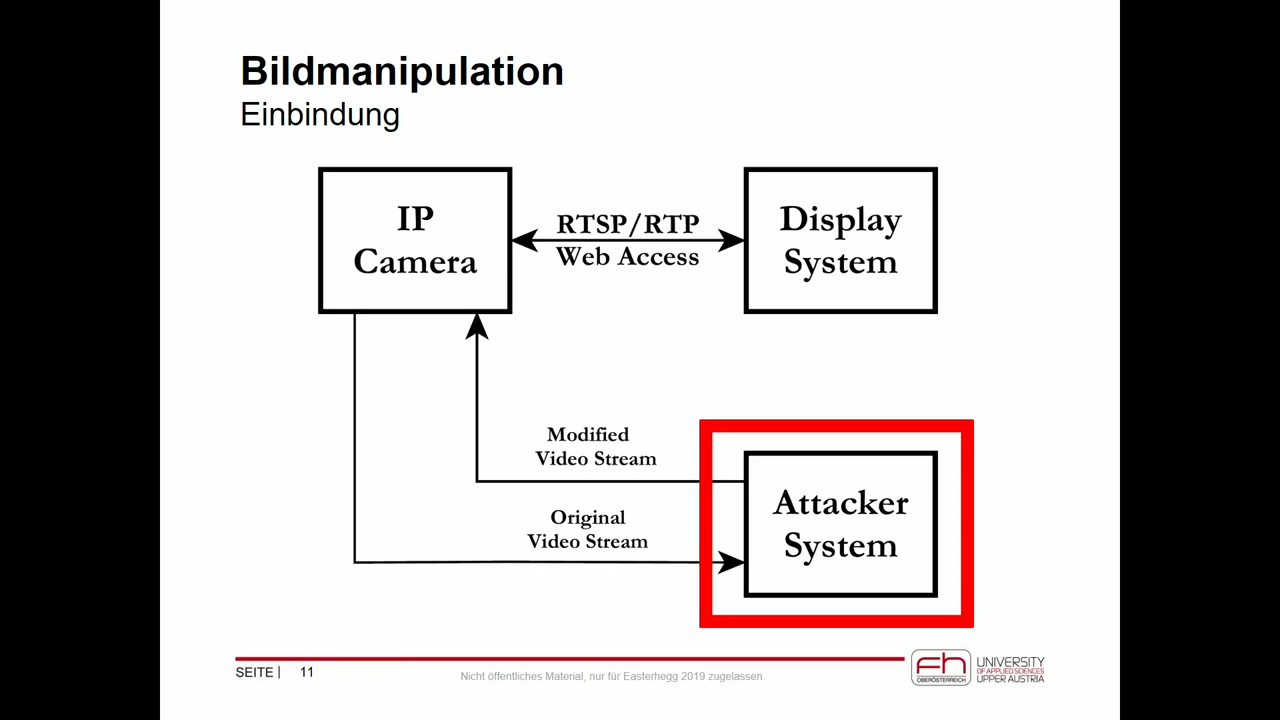 Bildmanipulation
Einbindung
IP
Camera
RTSP/RTP
Web Access
Display
System
Modified
Video Stream
Original
Video Stream
Attacker
System
SEITE |
11
Nicht öffentliches Material, nur für Easterhegg 2019 zugelassen.
fh
OBERÖSTERREICH
UNIVERSITY
OF APPLIED SCIENCES
UPPER AUSTRIA